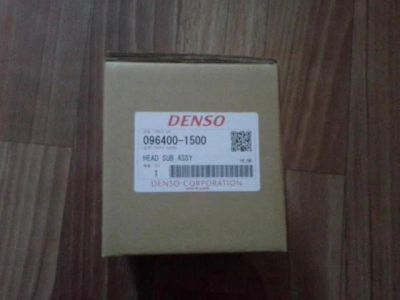 DENSO
096400-1500
HEAD SUB ASSY
1
DENSO CORPORATION